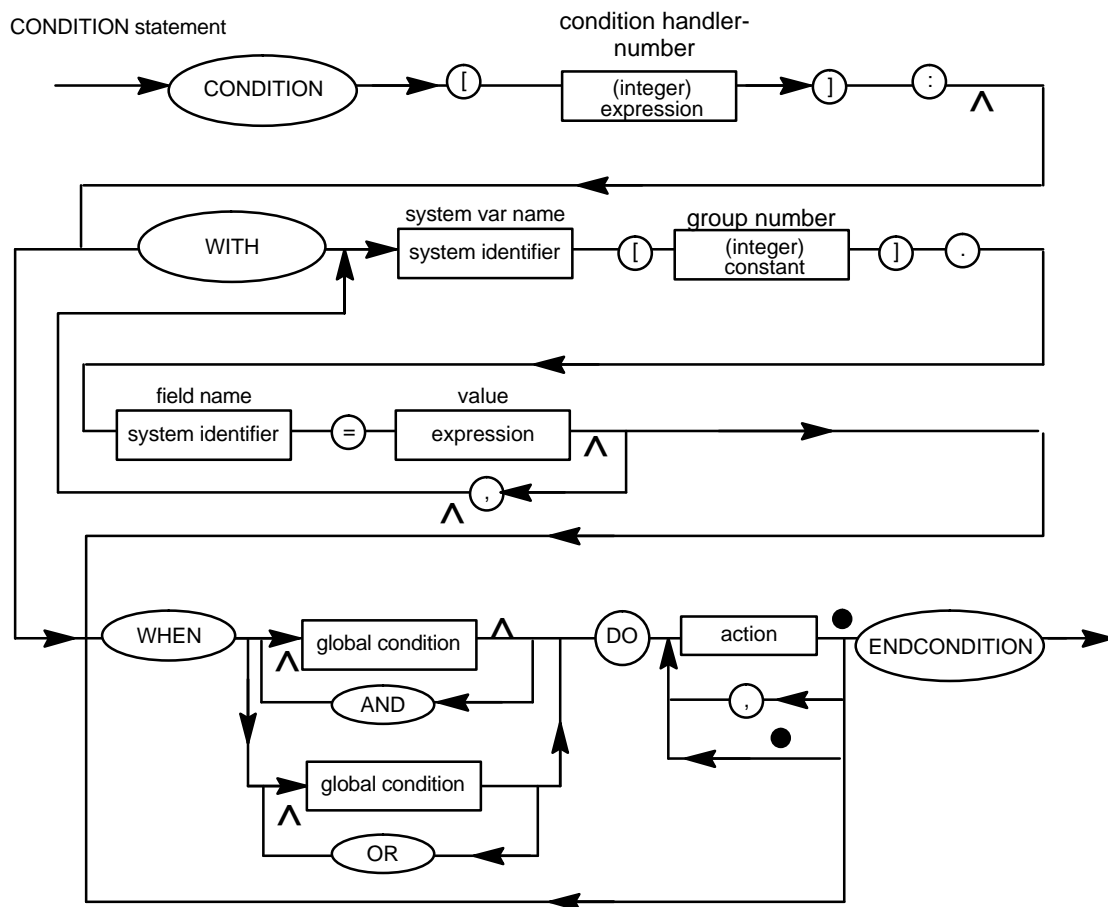 CONDITION statement
condition handler-
number
CONDITION
[
(integer)
expression
]
:
^
system var name
group number
WITH
system identifier
[
(integer)
constant
]
.
field name
value
system identifier
=
expression
^
,
^
WHEN
^
global condition
^
DO
action
ENDCONDITION
AND
,
^
global condition
OR